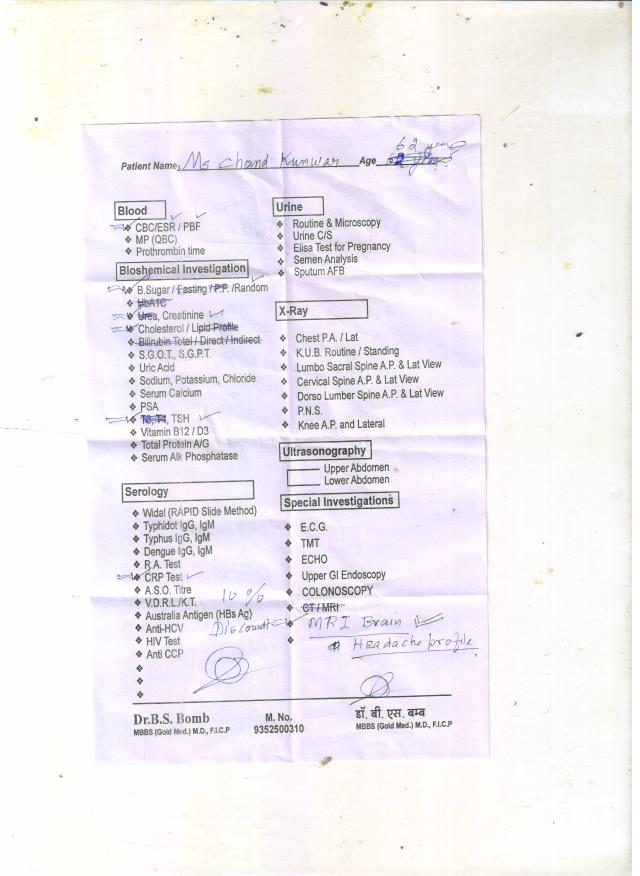 Patient Name, Ms Chand Kunwar Age 62 years
62 years
Blood
❖ CBC/ESR / PBF
❖ MP (QBC)
❖ Prothrombin time
Bioshemical Investigation
❖ B.Sugar / Easting / P.P. /Random
❖ HbA1C
❖ Urea, Creatinine
❖ Cholesterol / Lipid Profile
❖ Bilirubin Total / Direct / Indirect
❖ S.G.O.T., S.G.P.T.
❖ Uric Acid
❖ Sodium, Potassium, Chloride
❖ Serum Calcium
❖ PSA
❖ T3, T4, TSH
❖ Vitamin B12 / D3
❖ Total Protein A/G
❖ Serum Alk Phosphatase
Serology
❖ Widal (RAPID Slide Method)
❖ Typhidot IgG, IgM
❖ Typhus IgG, IgM
❖ Dengue IgG, IgM
❖ R.A. Test
❖ CRP Test
❖ A.S.O. Titre
❖ V.D.R.L./K.T.
❖ Australia Antigen (HBs Ag)
❖ Anti-HCV
❖ HIV Test
❖ Anti CCP
10 %
Discount
Urine
❖ Routine & Microscopy
❖ Urine C/S
❖ Elisa Test for Pregnancy
❖ Semen Analysis
❖ Sputum AFB
X-Ray
❖ Chest P.A. / Lat
❖ K.U.B. Routine / Standing
❖ Lumbo Sacral Spine A.P. & Lat View
❖ Cervical Spine A.P. & Lat View
❖ Dorso Lumber Spine A.P. & Lat View
❖ P.N.S.
❖ Knee A.P. and Lateral
Ultrasonography
Upper Abdomen
Lower Abdomen
Special Investigations
❖ E.C.G.
❖ TMT
❖ ECHO
❖ Upper GI Endoscopy
❖ COLONOSCOPY
❖ CT / MRI
❖ MRI Brain
❖ Headache profile
Dr.B.S. Bomb
MBBS (Gold Med.) M.D., F.I.C.P
M. No.
9352500310
डॉ. बी. एस. बम्ब
MBBS (Gold Med.) M.D., F.I.C.P